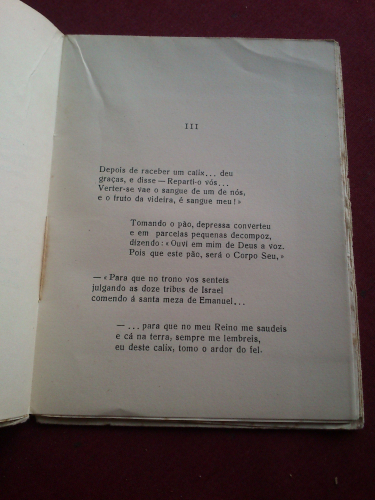 III
Depois de raceber um calix... deu
graças, e disse — Reparti-o vós...
Verter-se vae o sangue de um de nós,
e o fruto da videira, é sangue meu!»
Tomando o pão, depressa converteu
e em parcelas pequenas decompoz,
dizendo: «Ouvi em mim de Deus a voz.
Pois que este pão, será o Corpo Seu,»
— «Para que no trono vos senteis
julgando as doze tribus de Israel
comendo á santa meza de Emanuel...
— ... para que no meu Reino me saudeis
e cá na terra, sempre me lembreis,
eu deste calix, tomo o ardor do fel.